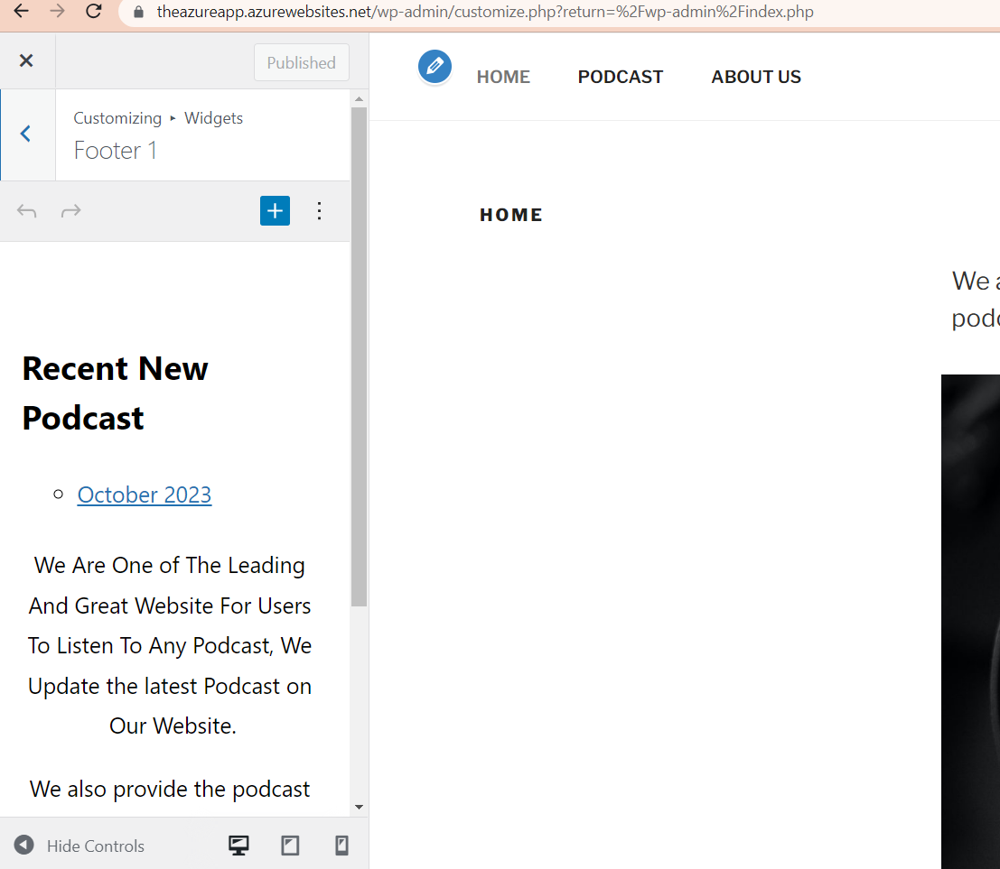 theazureapp.azurewebsites.net/wp-admin/customize.php?return=%2Fwp-admin%2Findex.php
Published
Customizing ▸ Widgets
Footer 1
Recent New
Podcast
October 2023
We Are One of The Leading
And Great Website For Users
To Listen To Any Podcast, We
Update the latest Podcast on
Our Website.
We also provide the podcast
Hide Controls
HOME PODCAST ABOUT US
HOME
We